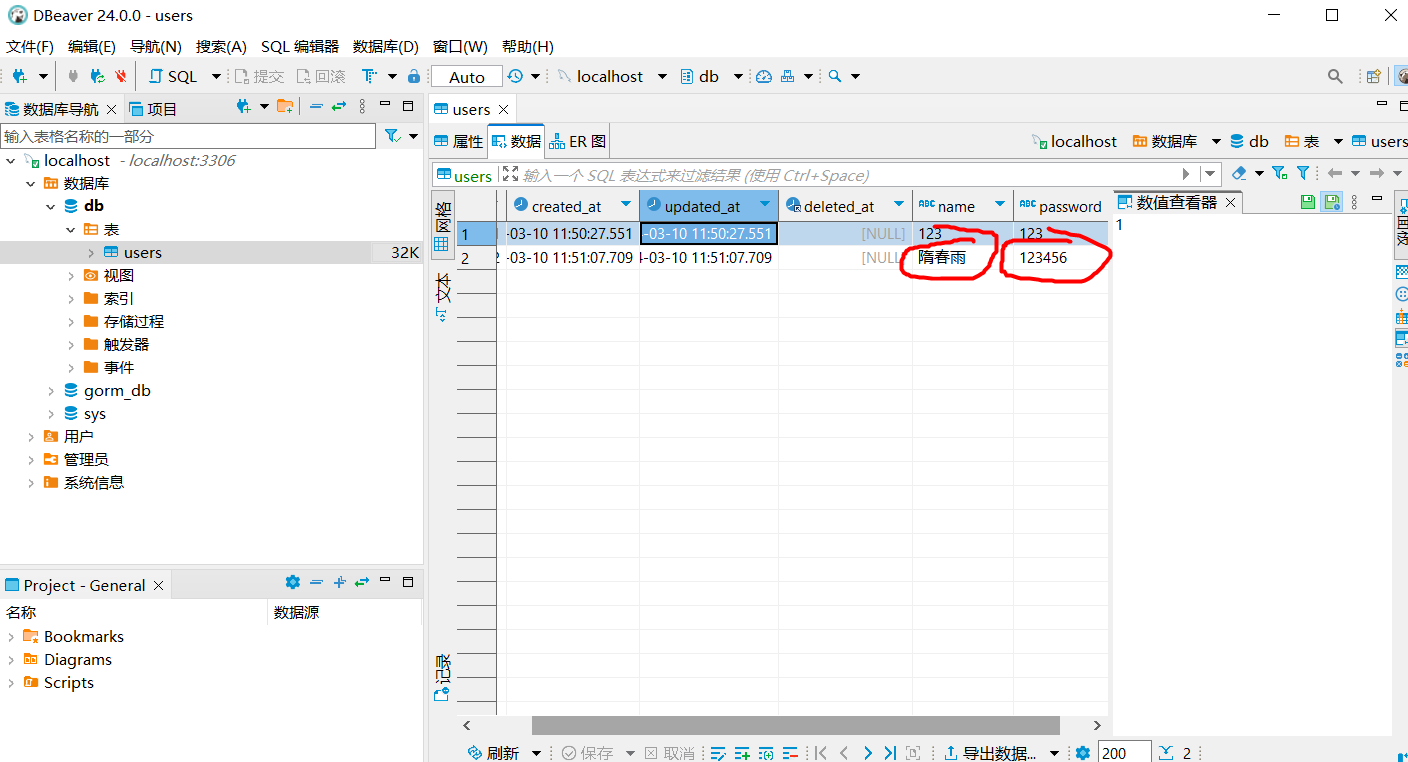 DBeaver 24.0.0 - users
文件(F) 编辑(E) 导航(N) 搜索(A) SQL 编辑器 数据库(D) 窗口(W) 帮助(H)
SQL 提交 回滚 Auto localhost db
数据库导航 项目
users
输入表格名称的一部分
属性 数据 ER 图 localhost 数据库 db 表 users
localhost - localhost:3306
users 输入一个 SQL 表达式来过滤结果 (使用 Ctrl+Space)
数据库
db
表
users 32K
视图
索引
存储过程
触发器
事件
gorm_db
sys
用户
管理员
系统信息
网格
文本
记录
created_at updated_at deleted_at ABC name ABC password
1 -03-10 11:50:27.551 -03-10 11:50:27.551 [NULL] 123 123
2 -03-10 11:51:07.709 4-03-10 11:51:07.709 [NULL] 隋春雨 123456
数值查看器
1
Project - General
名称 数据源
Bookmarks
Diagrams
Scripts
刷新 保存 取消 导出数据... 200 2